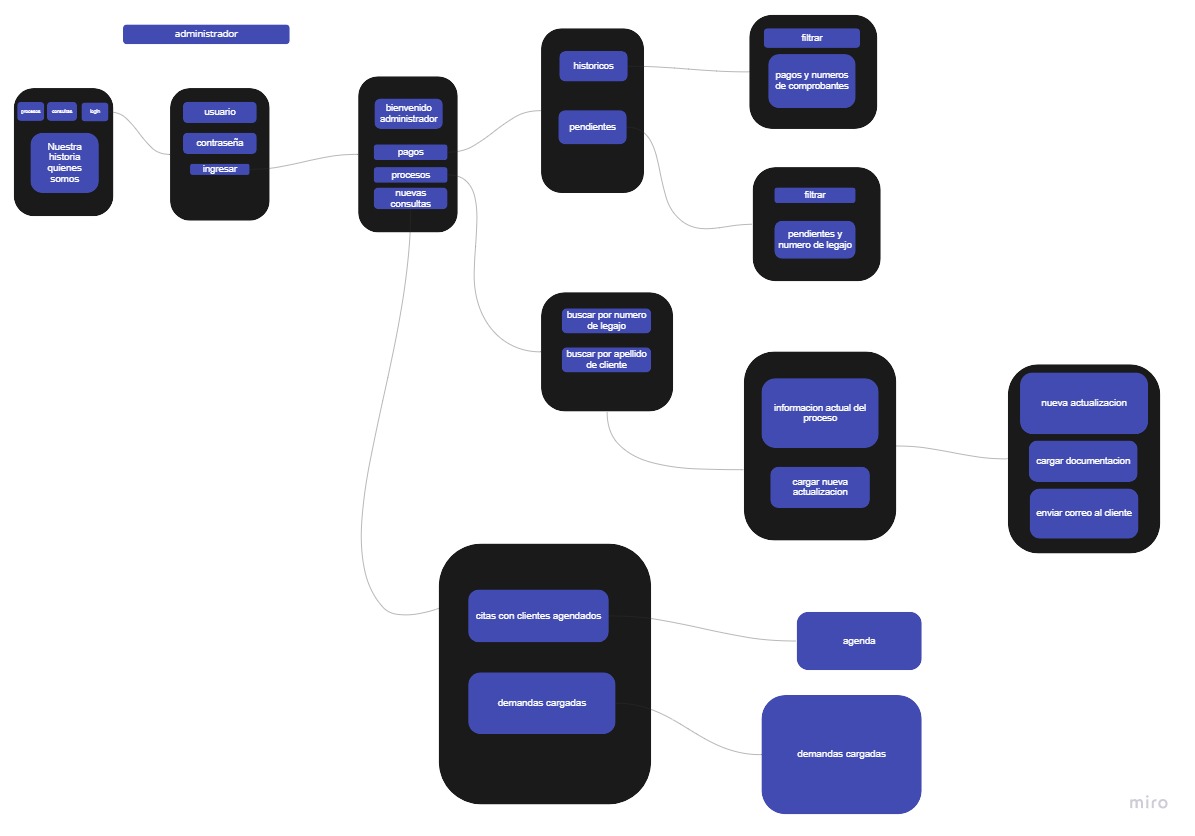 administrador
procesos
consultas
login
Nuestra
historia
quienes
somos
usuario
contraseña
ingresar
bienvenido
administrador
pagos
procesos
nuevas
consultas
historicos
pendientes
filtrar
pagos y numeros
de comprobantes
filtrar
pendientes y
numero de legajo
buscar por numero
de legajo
buscar por apellido
de cliente
informacion actual del
proceso
cargar nueva
actualizacion
nueva actualizacion
cargar documentacion
enviar correo al cliente
citas con clientes agendados
demandas cargadas
agenda
demandas cargadas
miro